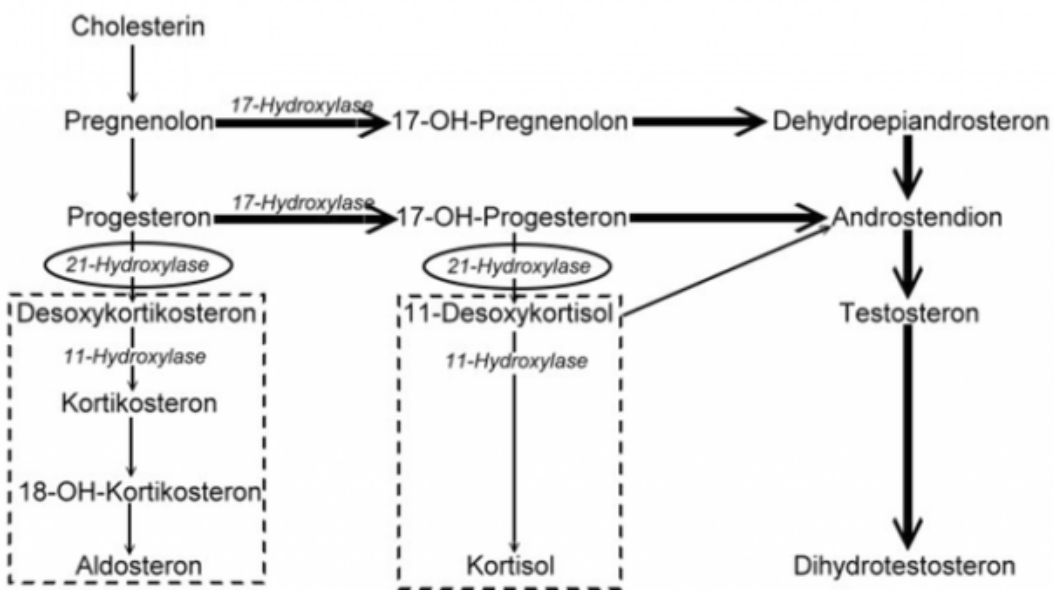 Cholesterin
17-Hydroxylase
Pregnenolon 17-OH-Pregnenolon Dehydroepiandrosteron
17-Hydroxylase
Progesteron 17-OH-Progesteron Androstendion
21-Hydroxylase 21-Hydroxylase
Desoxykortikosteron 11-Desoxykortisol Testosteron
11-Hydroxylase 11-Hydroxylase
Kortikosteron
18-OH-Kortikosteron
Aldosteron Kortisol Dihydrotestosteron